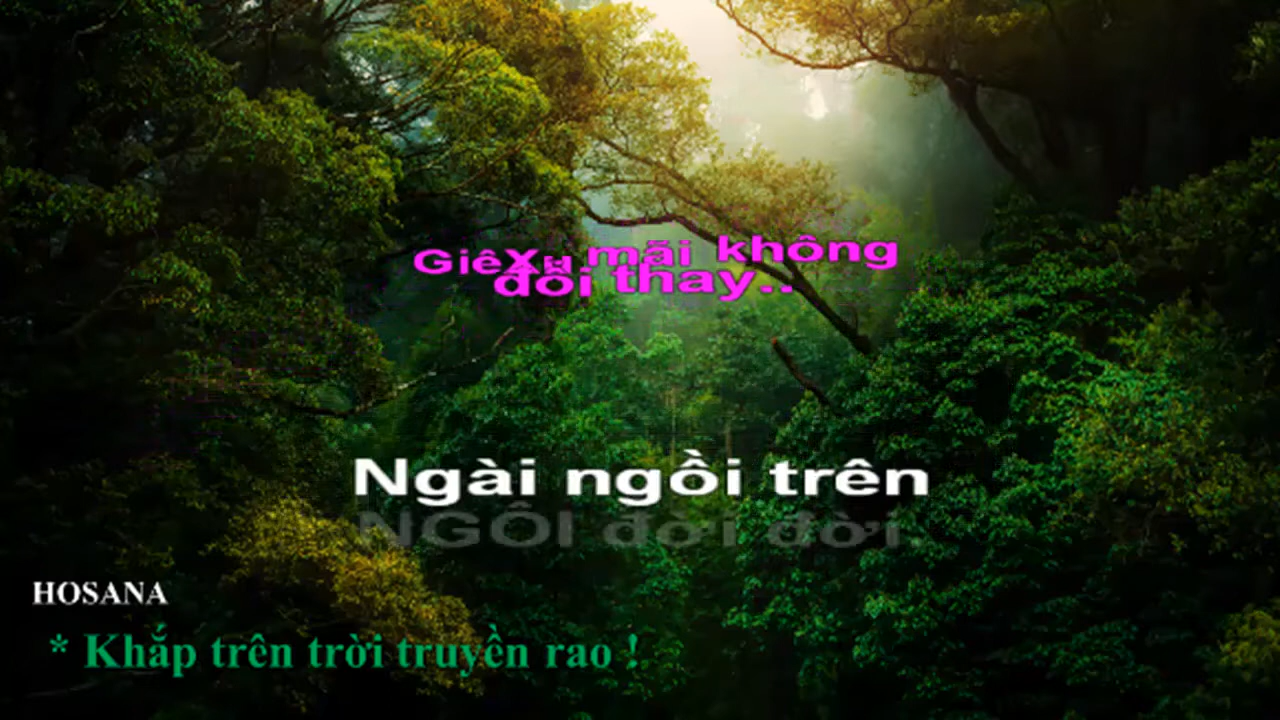 GiêXu mãi không
đổi thay..
Ngài ngồi trên
NGÔI đời đời.
HOSANA
* Khắp trên trời truyền rao !